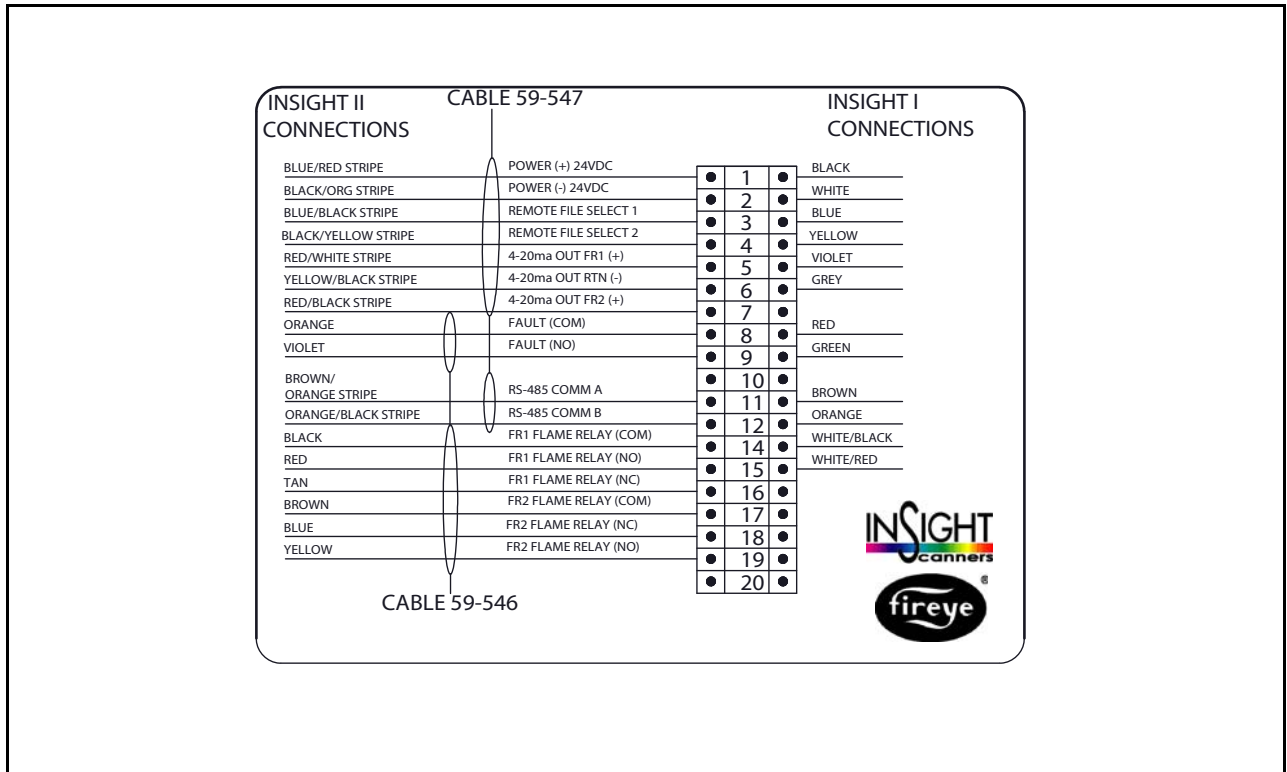 INSIGHT II
CONNECTIONS
CABLE 59-547
INSIGHT I
CONNECTIONS
BLUE/RED STRIPE POWER (+) 24VDC 1 BLACK
BLACK/ORG STRIPE POWER (-) 24VDC 2 WHITE
BLUE/BLACK STRIPE REMOTE FILE SELECT 1 3 BLUE
BLACK/YELLOW STRIPE REMOTE FILE SELECT 2 4 YELLOW
RED/WHITE STRIPE 4-20ma OUT FR1 (+) 5 VIOLET
YELLOW/BLACK STRIPE 4-20ma OUT RTN (-) 6 GREY
RED/BLACK STRIPE 4-20ma OUT FR2 (+) 7
ORANGE FAULT (COM) 8 RED
VIOLET FAULT (NO) 9 GREEN
10
BROWN/
ORANGE STRIPE RS-485 COMM A 11 BROWN
ORANGE/BLACK STRIPE RS-485 COMM B 12 ORANGE
BLACK FR1 FLAME RELAY (COM) 14 WHITE/BLACK
RED FR1 FLAME RELAY (NO) 15 WHITE/RED
TAN FR1 FLAME RELAY (NC) 16
BROWN FR2 FLAME RELAY (COM) 17
BLUE FR2 FLAME RELAY (NC) 18
YELLOW FR2 FLAME RELAY (NO) 19
20
CABLE 59-546
INSIGHT
Scanners
fireye ®